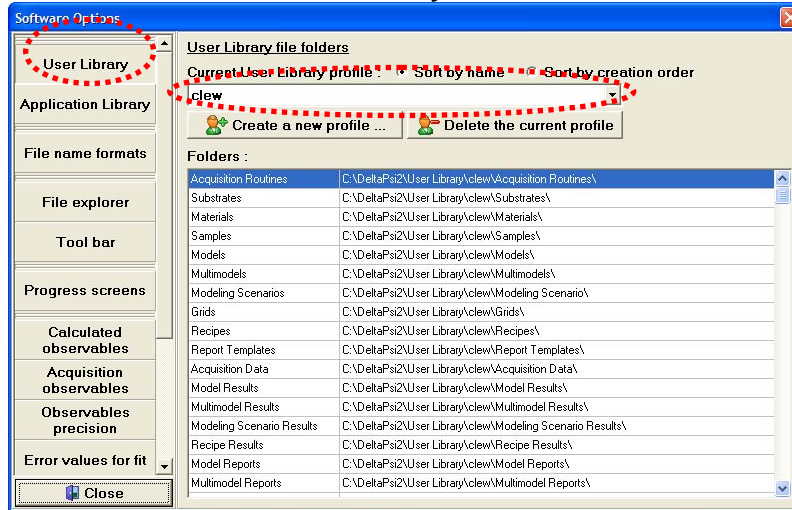 Software Options
User Library
Application Library
File name formats
File explorer
Tool bar
Progress screens
Calculated
observables
Acquisition
observables
Observables
precision
Error values for fit
Close
User Library file folders
Current User Library profile : Sort by name Sort by creation order
clew
Create a new profile ... Delete the current profile
Folders :
Acquisition Routines C:\DeltaPsi2\User Library\clew\Acquisition Routines\
Substrates C:\DeltaPsi2\User Library\clew\Substrates\
Materials C:\DeltaPsi2\User Library\clew\Materials\
Samples C:\DeltaPsi2\User Library\clew\Samples\
Models C:\DeltaPsi2\User Library\clew\Models\
Multimodels C:\DeltaPsi2\User Library\clew\Multimodels\
Modeling Scenarios C:\DeltaPsi2\User Library\clew\Modeling Scenario\
Grids C:\DeltaPsi2\User Library\clew\Grids\
Recipes C:\DeltaPsi2\User Library\clew\Recipes\
Report Templates C:\DeltaPsi2\User Library\clew\Report Templates\
Acquisition Data C:\DeltaPsi2\User Library\clew\Acquisition Data\
Model Results C:\DeltaPsi2\User Library\clew\Model Results\
Multimodel Results C:\DeltaPsi2\User Library\clew\Multimodel Results\
Modeling Scenario Results C:\DeltaPsi2\User Library\clew\Modeling Scenario Results\
Recipe Results C:\DeltaPsi2\User Library\clew\Recipe Results\
Model Reports C:\DeltaPsi2\User Library\clew\Model Reports\
Multimodel Reports C:\DeltaPsi2\User Library\clew\Multimodel Reports\